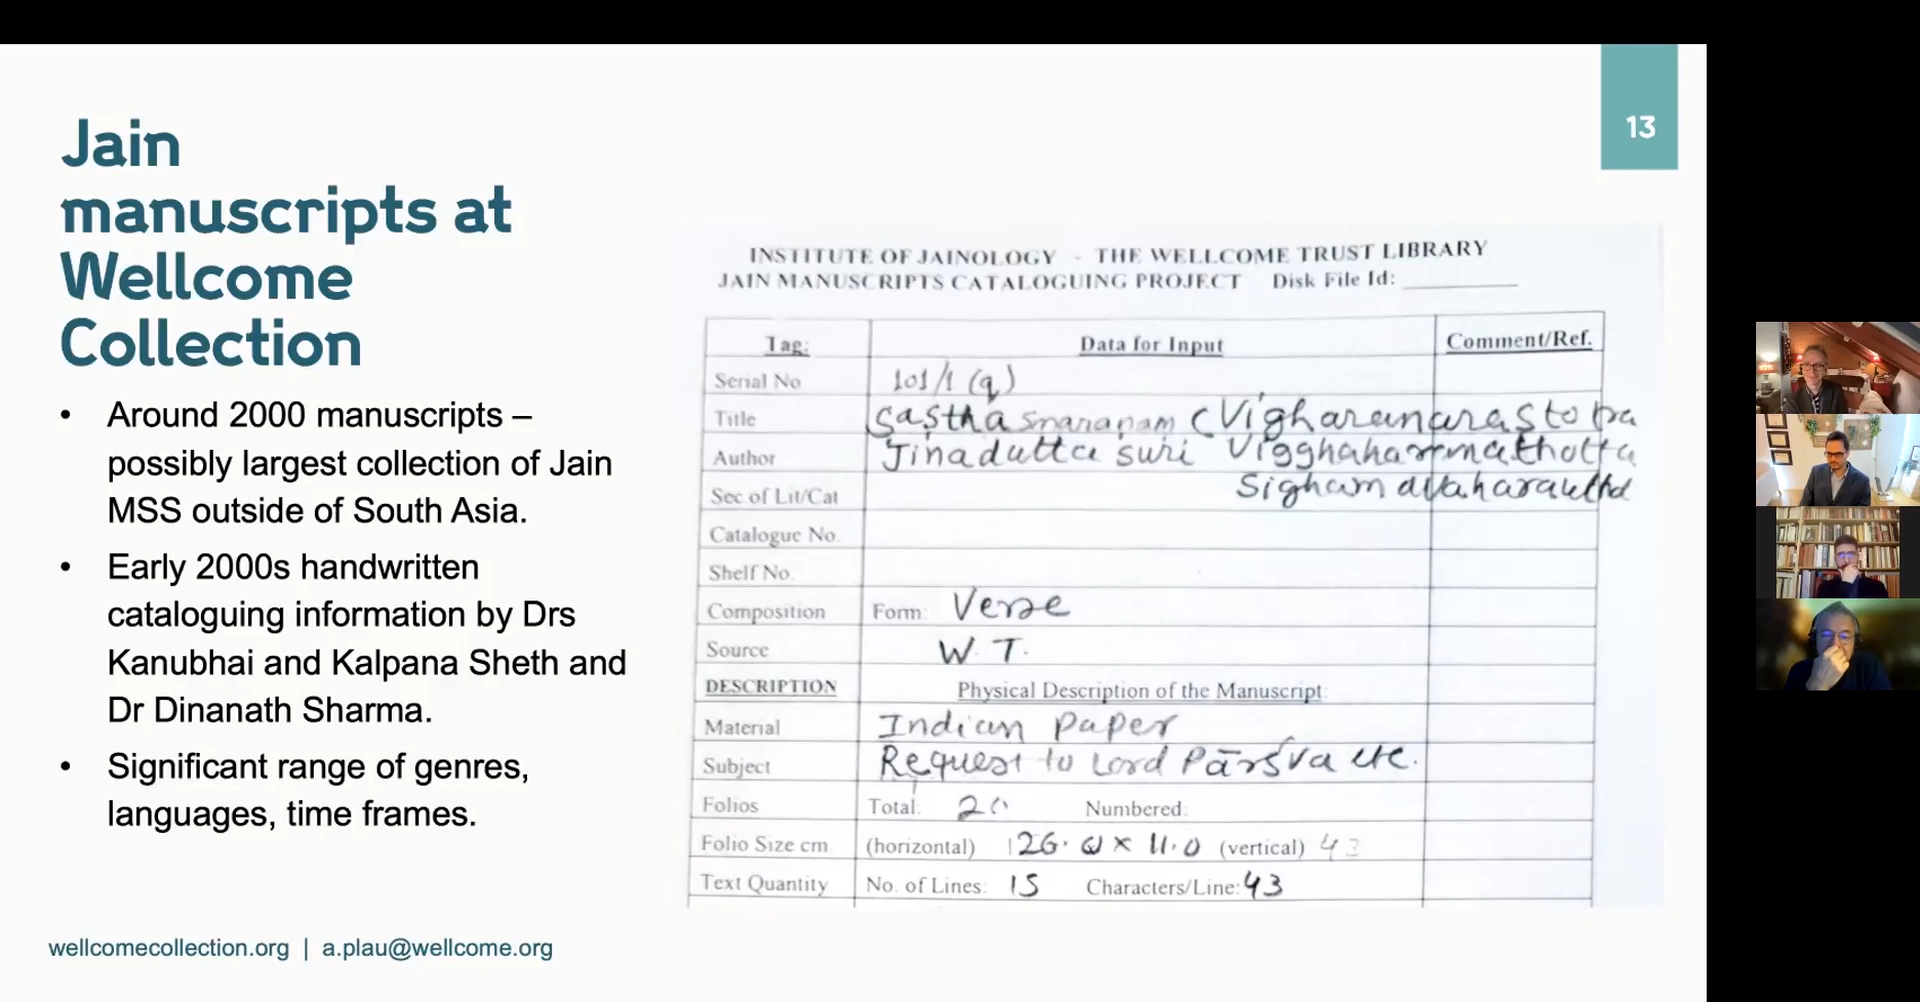 13
Jain
manuscripts at
Wellcome
Collection
• Around 2000 manuscripts –
possibly largest collection of Jain
MSS outside of South Asia.
• Early 2000s handwritten
cataloguing information by Drs
Kanubhai and Kalpana Sheth and
Dr Dinanath Sharma.
• Significant range of genres,
languages, time frames.
wellcomecollection.org | a.plau@wellcome.org
INSTITUTE OF JAINOLOGY - THE WELLCOME TRUST LIBRARY
JAIN MANUSCRIPTS CATALOGUING PROJECT Disk File Id:
Tag: Data for Input Comment/Ref.
Serial No 101/1 (q)
Title smaranam
Author Jinadutta suri
Sec of Lit/Cat
Catalogue No.
Shelf No.
Composition Form: Verse
Source W. T.
DESCRIPTION Physical Description of the Manuscript:
Material Indian paper
Subject Request to Lord Pārśva etc.
Folios Total: Numbered:
Folio Size cm (horizontal) × 11.0 (vertical)
Text Quantity No. of Lines: 15 Characters/Line: 43